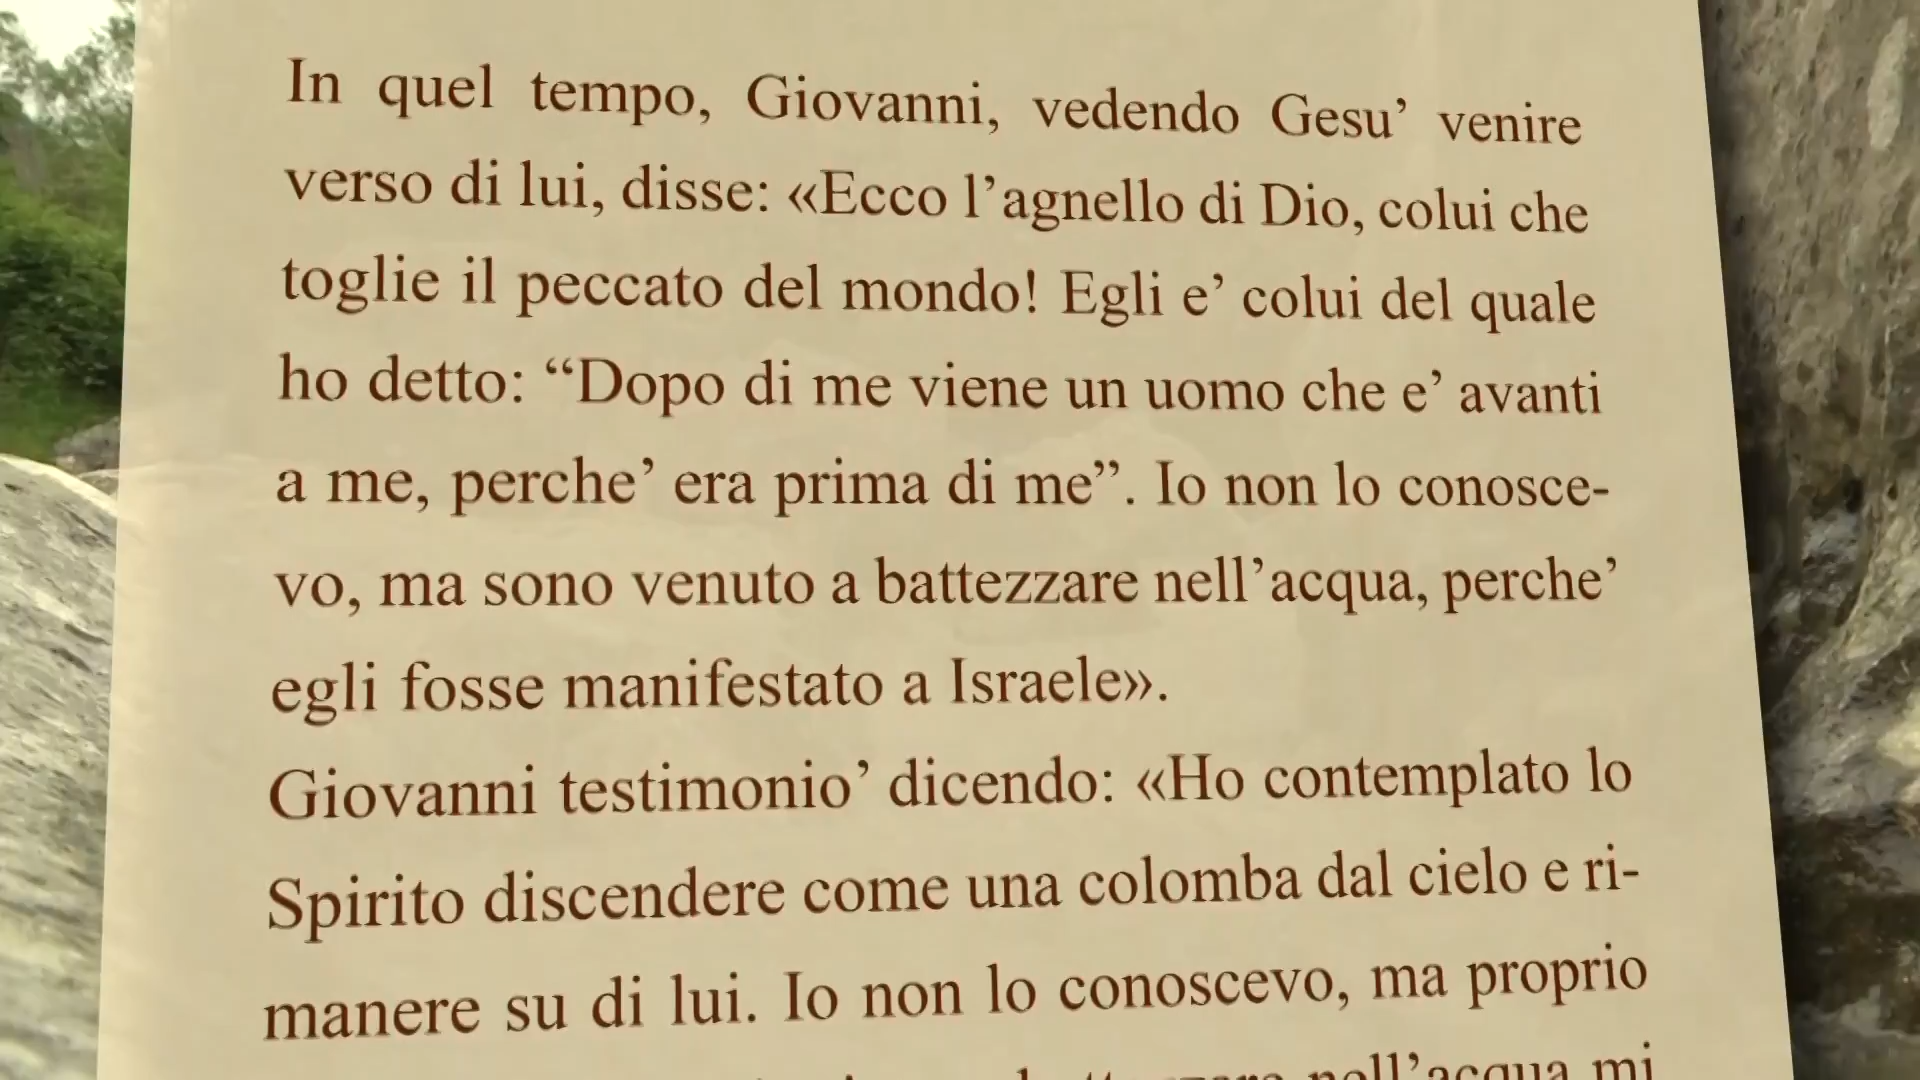 In quel tempo, Giovanni, vedendo Gesu’ venire
verso di lui, disse: «Ecco l’agnello di Dio, colui che
toglie il peccato del mondo! Egli e’ colui del quale
ho detto: “Dopo di me viene un uomo che e’ avanti
a me, perche’ era prima di me”. Io non lo conosce-
vo, ma sono venuto a battezzare nell’acqua, perche’
egli fosse manifestato a Israele».
Giovanni testimonio’ dicendo: «Ho contemplato lo
Spirito discendere come una colomba dal cielo e ri-
manere su di lui. Io non lo conoscevo, ma proprio
nell’acqua mi